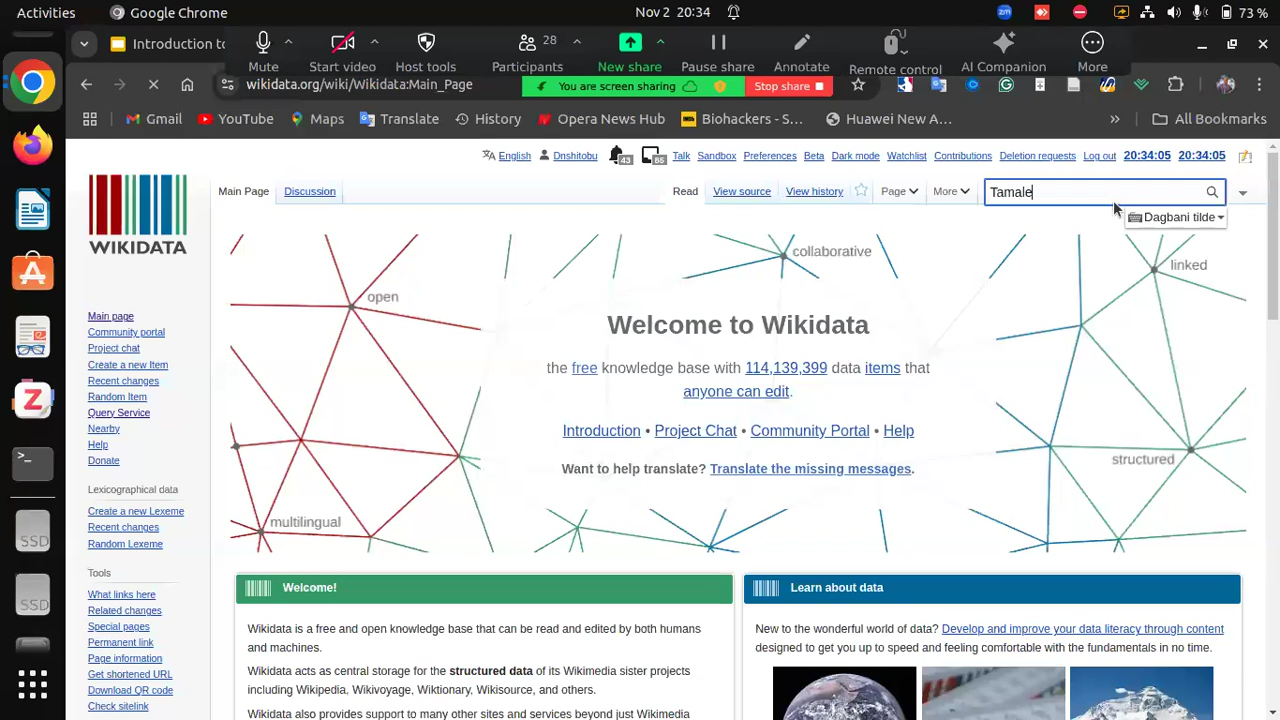 Activities
Google Chrome
Nov 2 20:34
zm
73 %
Introduction to
Mute
Start video
Host tools
28
Participants
New share
Pause share
Annotate
Remote control
AI Companion
More
wikidata.org/wiki/Wikidata:Main_Page
You are screen sharing
Stop share
Gmail
YouTube
Maps
Translate
History
Opera News Hub
Biohackers - S...
Huawei New A...
»
All Bookmarks
English
Dnshitobu
43
86
Talk
Sandbox
Preferences
Beta
Dark mode
Watchlist
Contributions
Deletion requests
Log out
20:34:05
20:34:05
Main Page
Discussion
Read
View source
View history
Page
More
Tamale
Dagbani tilde
WIKIDATA
Main page
Community portal
Project chat
Create a new Item
Recent changes
Random Item
Query Service
Nearby
Help
Donate
Lexicographical data
Create a new Lexeme
Recent changes
Random Lexeme
Tools
What links here
Related changes
Special pages
Permanent link
Page information
Get shortened URL
Download QR code
Check sitelink
open
collaborative
linked
multilingual
structured
Welcome to Wikidata
the free knowledge base with 114,139,399 data items that
anyone can edit.
Introduction • Project Chat • Community Portal • Help
Want to help translate? Translate the missing messages.
Welcome!
Wikidata is a free and open knowledge base that can be read and edited by both humans
and machines.
Wikidata acts as central storage for the structured data of its Wikimedia sister projects
including Wikipedia, Wikivoyage, Wiktionary, Wikisource, and others.
Wikidata also provides support to many other sites and services beyond just Wikimedia
Learn about data
New to the wonderful world of data? Develop and improve your data literacy through content
designed to get you up to speed and feeling comfortable with the fundamentals in no time.
SSD
SSD